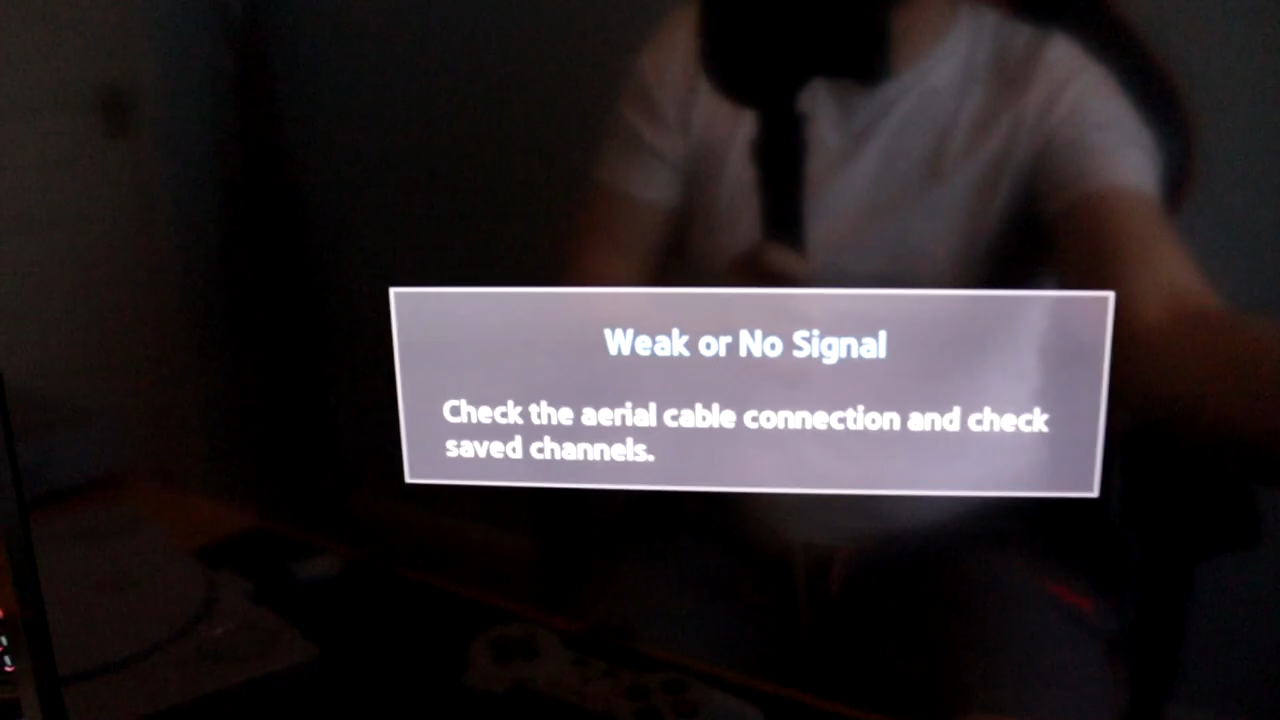 Weak or No Signal
Check the aerial cable connection and check
saved channels.